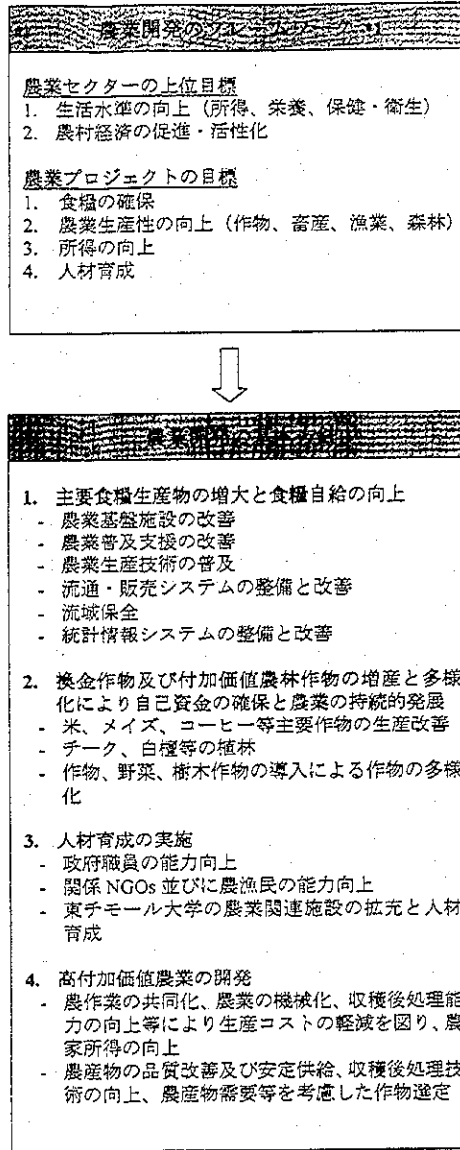 農業開発のフレームワーク
農業セクターの上位目標
1. 生活水準の向上（所得、栄養、保健・衛生）
2. 農村経済の促進・活性化
農業プロジェクトの目標
1. 食糧の確保
2. 農業生産性の向上（作物、畜産、漁業、森林）
3. 所得の向上
4. 人材育成
農業開発の基本方針
1. 主要食糧生産物の増大と食糧自給の向上
- 農業基盤施設の改善
- 農業普及支援の改善
- 農業生産技術の普及
- 流通・販売システムの整備と改善
- 流域保全
- 統計情報システムの整備と改善
2. 換金作物及び付加価値農林作物の増産と多様
化により自己資金の確保と農業の持続的発展
- 米、メイズ、コーヒー等主要作物の生産改善
- チーク、白檀等の植林
- 作物、野菜、樹木作物の導入による作物の多様
化
3. 人材育成の実施
- 政府職員の能力向上
- 関係 NGOs 並びに農漁民の能力向上
- 東チモール大学の農業関連施設の拡充と人材
育成
4. 高付加価値農業の開発
- 農作業の共同化、農業の機械化、収穫後処理能
力の向上等により生産コストの軽減を図り、農
家所得の向上
- 農産物の品質改善及び安定供給、収穫後処理技
術の向上、農産物需要等を考慮した作物選定